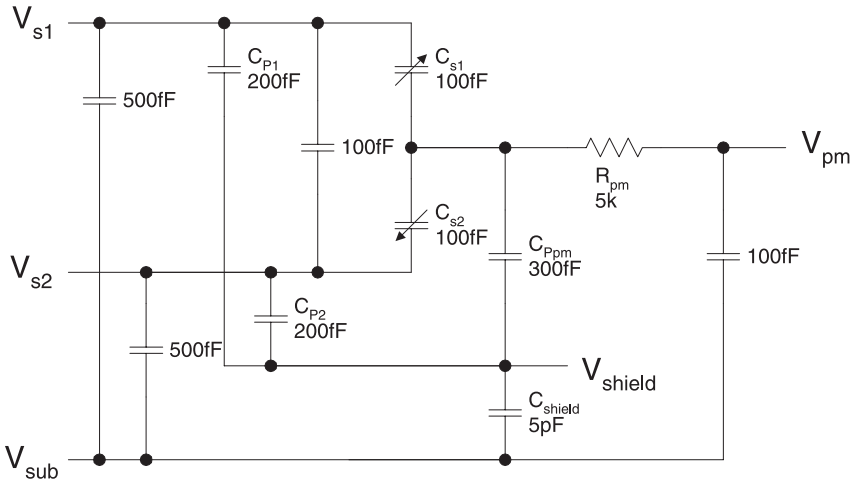 Vs1
500fF
CP1
200fF
100fF
Cs1
100fF
Vpm
Rpm
5k
Cs2
100fF
CPpm
300fF
100fF
Vs2
500fF
CP2
200fF
Vshield
Cshield
5pF
Vsub